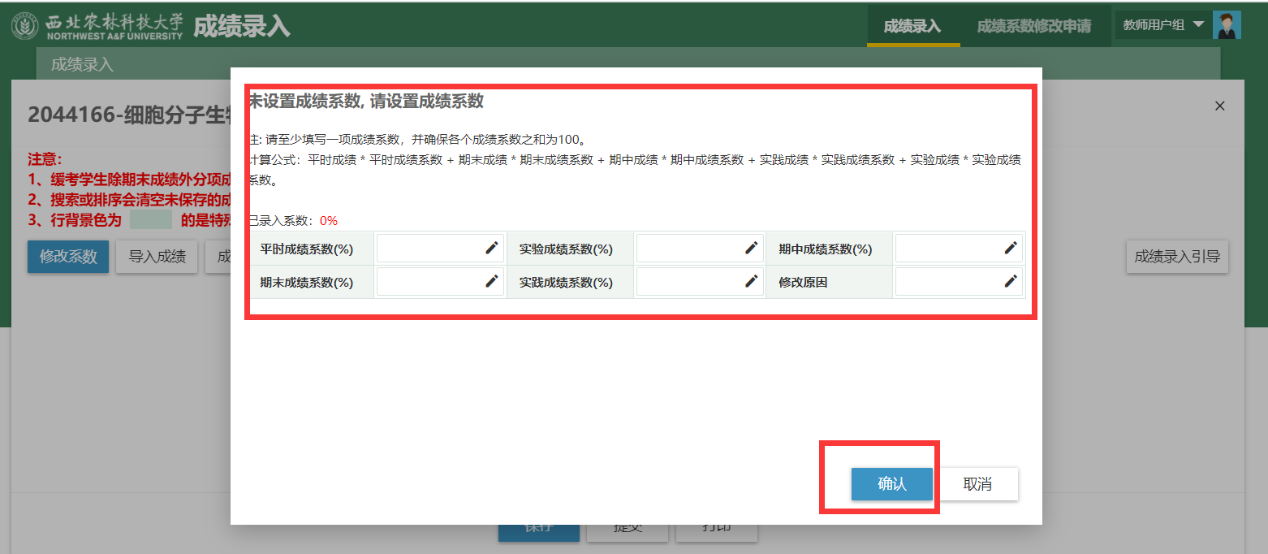 西北农林科技大学
NORTHWEST A&F UNIVERSITY
成绩录入
成绩录入
成绩系数修改申请
教师用户组
成绩录入
2044166-细胞分子生
注意：
1、缓考学生除期末成绩外分项成
2、搜索或排序会清空未保存的成
3、行背景色为 的是特殊
修改系数
导入成绩
成
成绩录入引导
未设置成绩系数, 请设置成绩系数
注: 请至少填写一项成绩系数，并确保各个成绩系数之和为100。
计算公式：平时成绩 * 平时成绩系数 + 期末成绩 * 期末成绩系数 + 期中成绩 * 期中成绩系数 + 实践成绩 * 实践成绩系数 + 实验成绩 * 实验成绩
系数。
已录入系数：0%
平时成绩系数(%) 实验成绩系数(%) 期中成绩系数(%)
期末成绩系数(%) 实践成绩系数(%) 修改原因
确认
取消
保存
提交
打印